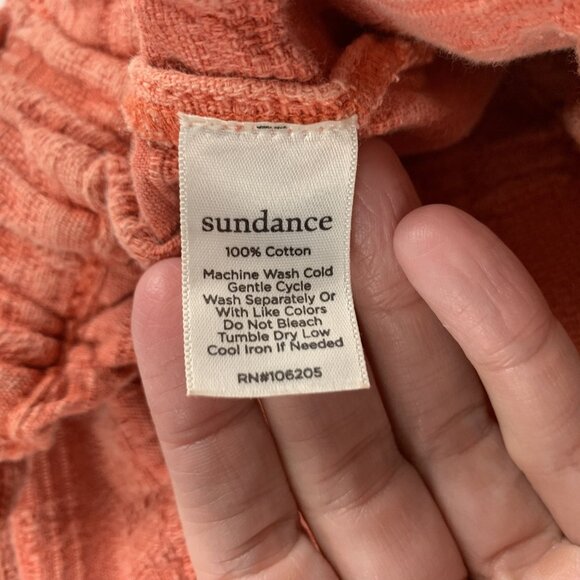 sundance
100% Cotton
Machine Wash Cold
Gentle Cycle
Wash Separately Or
With Like Colors
Do Not Bleach
Tumble Dry Low
Cool Iron If Needed
RN#106205